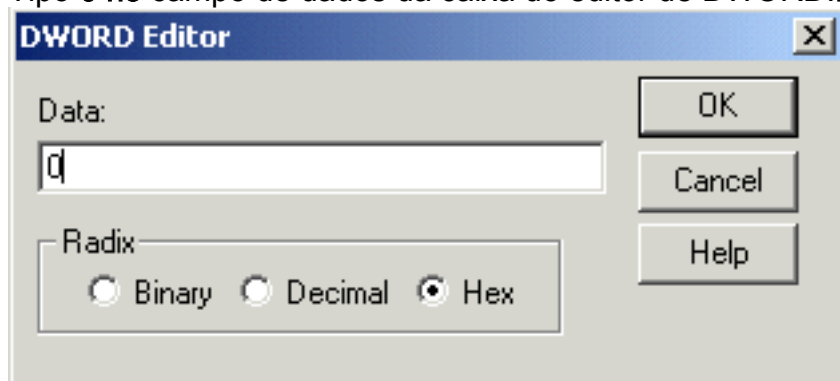 DWORD Editor
Data:
OK
0
Cancel
Radix
Help
Binary Decimal Hex